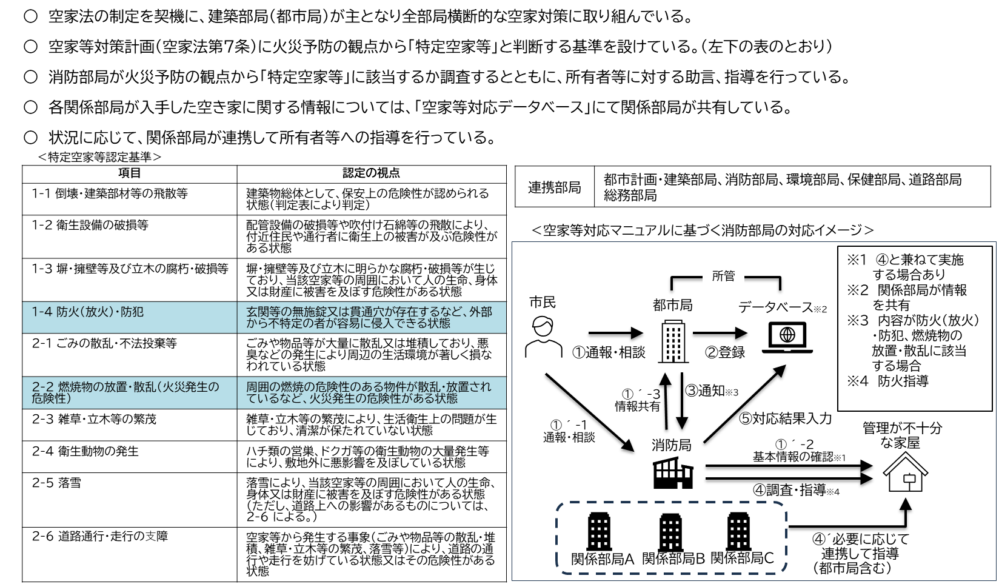 ○ 空家法の制定を契機に、建築部局(都市局)が主となり全部局横断的な空家対策に取り組んでいる。
○ 空家等対策計画(空家法第7条)に火災予防の観点から「特定空家等」と判断する基準を設けている。(左下の表のとおり)
○ 消防部局が火災予防の観点から「特定空家等」に該当するか調査するとともに、所有者等に対する助言、指導を行っている。
○ 各関係部局が入手した空き家に関する情報については、「空家等対応データベース」にて関係部局が共有している。
○ 状況に応じて、関係部局が連携して所有者等への指導を行っている。
<特定空家等認定基準>
項目
認定の視点
1-1 倒壊・建築部材等の飛散等
建築物総体として、保安上の危険性が認められる
状態(判定表により判定)
1-2 衛生設備の破損等
配管設備の破損等や吹付け石綿等の飛散により、
付近住民や通行者に衛生上の被害が及ぶ危険性が
ある状態
1-3 塀・擁壁等及び立木の腐朽・破損等
塀・擁壁等及び立木に明らかな腐朽・破損等が生じ
ており、当該空家等の周囲において人の生命、身体
又は財産に被害を及ぼす危険性がある状態
1-4 防火(放火)・防犯
玄関等の無施錠又は貫通穴が存在するなど、外部
から不特定の者が容易に侵入できる状態
2-1 ごみの散乱・不法投棄等
ごみや物品等が大量に散乱又は堆積しており、悪
臭などの発生により周辺の生活環境が著しく損な
われている状態
2-2 燃焼物の放置・散乱(火災発生の
危険性)
周囲の燃焼の危険性のある物件が散乱・放置され
ているなど、火災発生の危険性がある状態
2-3 雑草・立木等の繁茂
雑草・立木等の繁茂により、生活衛生上の問題が生
じており、清潔が保たれていない状態
2-4 衛生動物の発生
ハチ類の営巣、ドクガ等の衛生動物の大量発生等
により、敷地外に悪影響を及ぼしている状態
2-5 落雪
落雪により、当該空家等の周囲において人の生命、
身体又は財産に被害を及ぼす危険性がある状態
(ただし、道路上への影響があるものについては、
2-6 による。)
2-6 道路通行・走行の支障
空家等から発生する事象(ごみや物品等の散乱・堆
積、雑草・立木等の繁茂、落雪等)により、道路の通
行や走行を妨げている状態又はその危険性がある
状態
連携部局
都市計画・建築部局、消防部局、環境部局、保健部局、道路部局
総務部局
<空家等対応マニュアルに基づく消防部局の対応イメージ>
※1 ④と兼ねて実施
する場合あり
※2 関係部局が情報
を共有
※3 内容が防火(放火)
・防犯、燃焼物の
放置・散乱に該当
する場合
※4 防火指導
所管
市民
都市局
データベース※2
①通報・相談
②登録
①´-3
情報共有
③通知※3
①´-1
通報・相談
⑤対応結果入力
消防局
①´-2
基本情報の確認※1
④調査・指導※4
管理が不十分
な家屋
関係部局A
関係部局B
関係部局C
④´必要に応じて
連携して指導
(都市局含む)